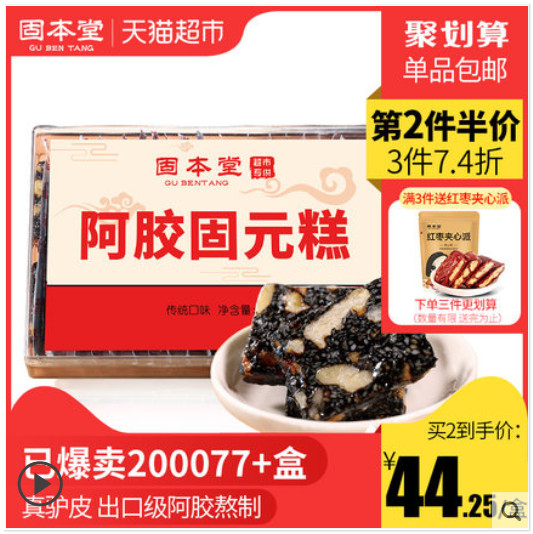 固本堂
GU BEN TANG
天猫超市
聚划算
单品包邮
第2件半价
3件7.4折
满3件送红枣夹心派
固本堂
红枣夹心派
下单三件更划算
(数量有限 送完为止)
固本堂
GU BENTANG
超市专供
阿胶固元糕
传统口味 净含量
已爆卖200077+盒
真驴皮 出口级阿胶熬制
买2到手价:
¥44.25/盒